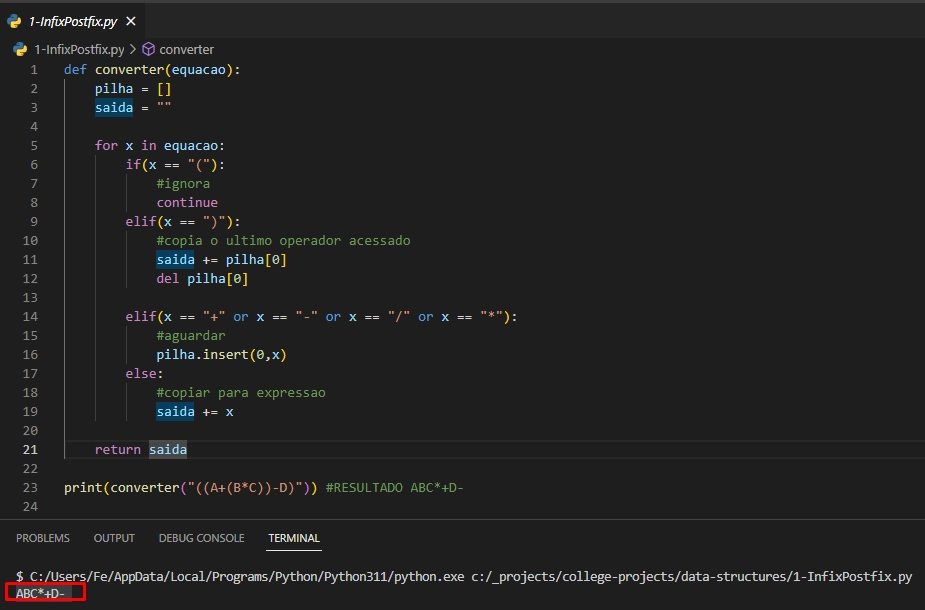 1-InfixPostfix.py ×
1-InfixPostfix.py > converter
1 def converter(equacao):
2     pilha = []
3     saida = ""
4
5     for x in equacao:
6         if(x == "("):
7             #ignora
8             continue
9         elif(x == ")"):
10             #copia o ultimo operador acessado
11             saida += pilha[0]
12             del pilha[0]
13
14         elif(x == "+" or x == "-" or x == "/" or x == "*"):
15             #aguardar
16             pilha.insert(0,x)
17         else:
18             #copiar para expressao
19             saida += x
20
21     return saida
22
23 print(converter("((A+(B*C))-D)")) #RESULTADO ABC*+D-
24
PROBLEMS OUTPUT DEBUG CONSOLE TERMINAL
$ C:/Users/Fe/AppData/Local/Programs/Python/Python311/python.exe c:/_projects/college-projects/data-structures/1-InfixPostfix.py
ABC*+D-